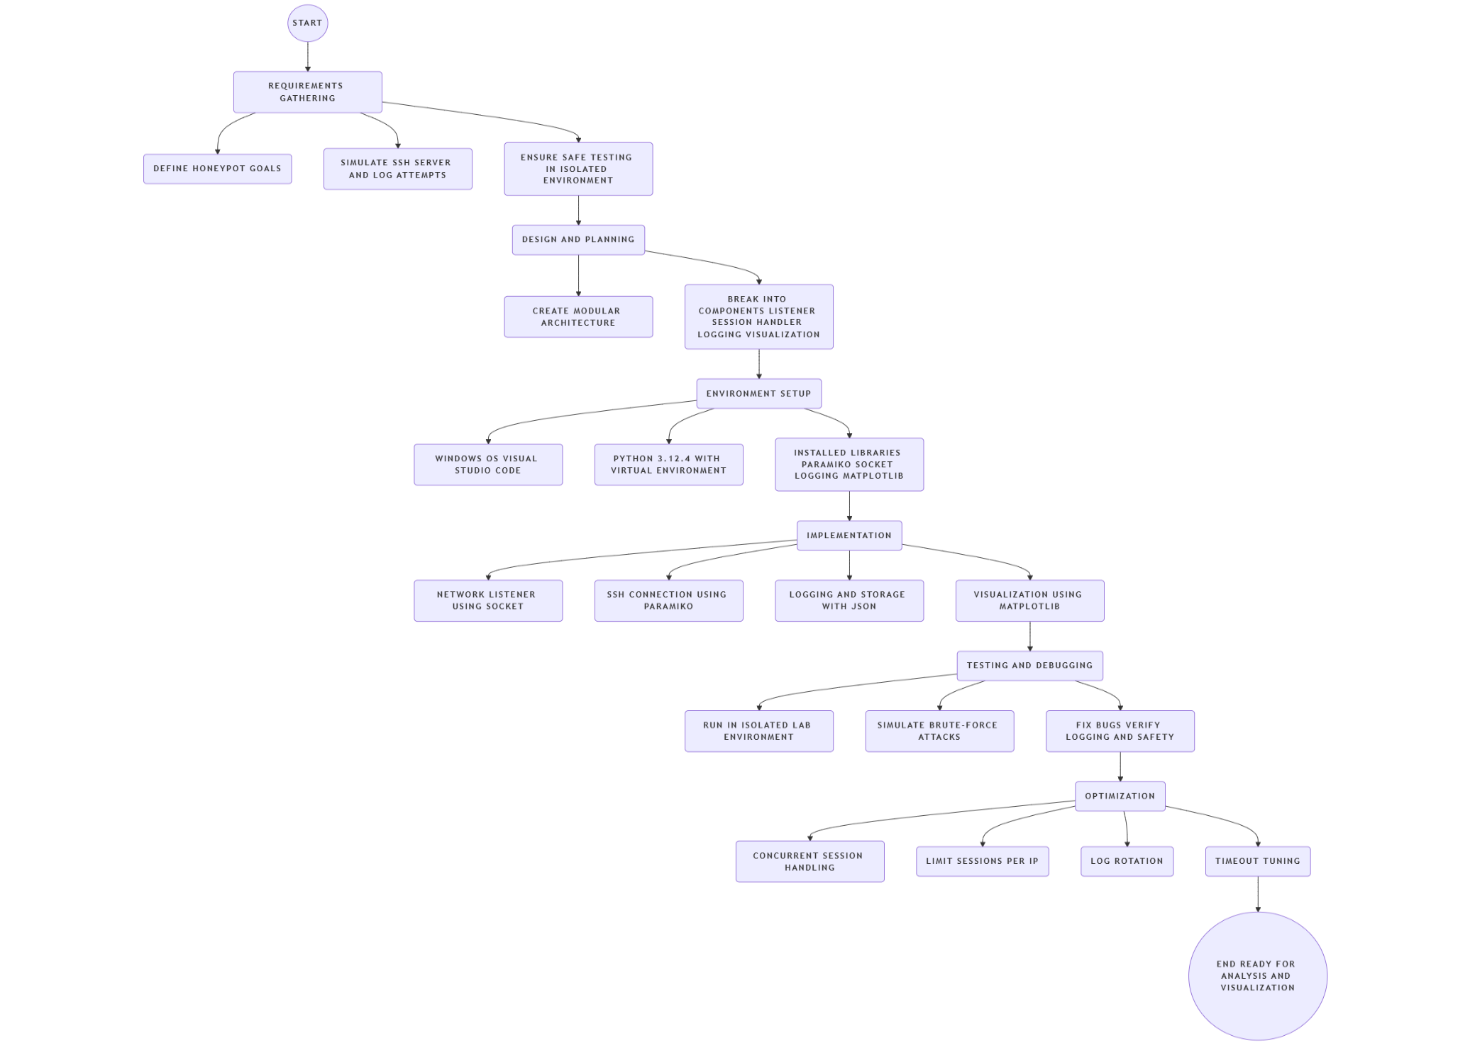 START
REQUIREMENTS
GATHERING
DEFINE HONEYPOT GOALS
SIMULATE SSH SERVER
AND LOG ATTEMPTS
ENSURE SAFE TESTING
IN ISOLATED
ENVIRONMENT
DESIGN AND PLANNING
CREATE MODULAR
ARCHITECTURE
BREAK INTO
COMPONENTS LISTENER
SESSION HANDLER
LOGGING VISUALIZATION
ENVIRONMENT SETUP
WINDOWS OS VISUAL
STUDIO CODE
PYTHON 3.12.4 WITH
VIRTUAL ENVIRONMENT
INSTALLED LIBRARIES
PARAMIKO SOCKET
LOGGING MATPLOTLIB
IMPLEMENTATION
NETWORK LISTENER
USING SOCKET
SSH CONNECTION USING
PARAMIKO
LOGGING AND STORAGE
WITH JSON
VISUALIZATION USING
MATPLOTLIB
TESTING AND DEBUGGING
RUN IN ISOLATED LAB
ENVIRONMENT
SIMULATE BRUTE-FORCE
ATTACKS
FIX BUGS VERIFY
LOGGING AND SAFETY
OPTIMIZATION
CONCURRENT SESSION
HANDLING
LIMIT SESSIONS PER IP
LOG ROTATION
TIMEOUT TUNING
END READY FOR
ANALYSIS AND
VISUALIZATION